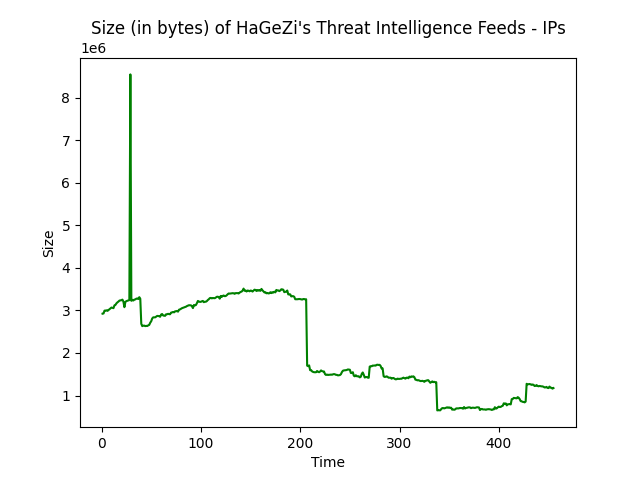 Size (in bytes) of HaGeZi's Threat Intelligence Feeds - IPs
1e6
8
7
6
5
4
3
2
1
Size
0 100 200 300 400
Time